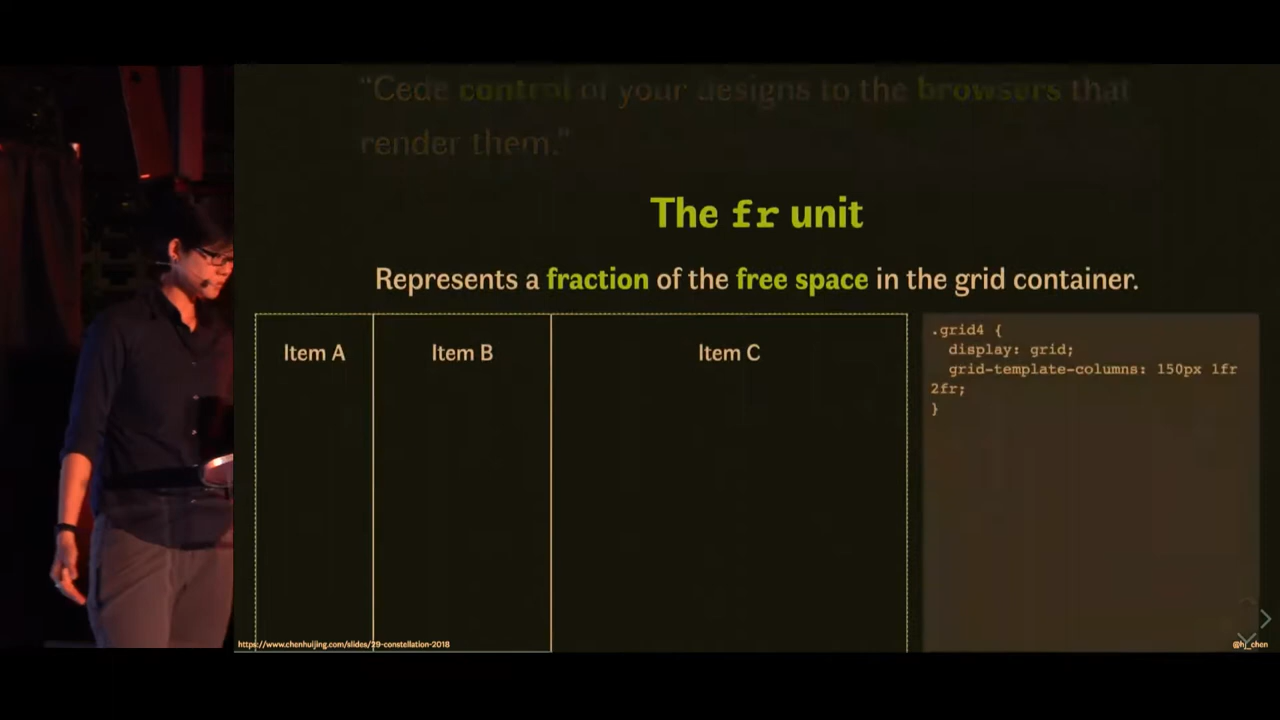 “Cede control of your designs to the browsers that
render them.”
The fr unit
Represents a fraction of the free space in the grid container.
Item A
Item B
Item C
.grid4 {
display: grid;
grid-template-columns: 150px 1fr
2fr;
}
https://www.chenhuijing.com/slides/29-constellation-2018
@hj_chen